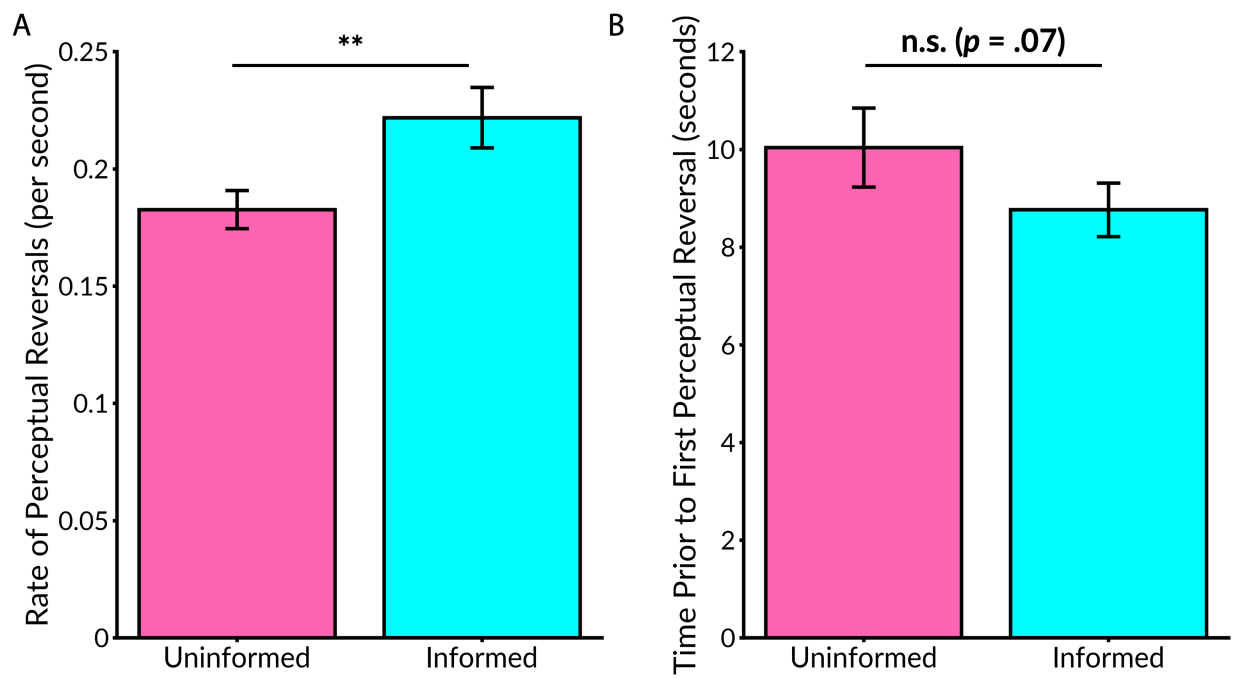 A
Rate of Perceptual Reversals (per second)
0.25
0.2
0.15
0.1
0.05
0
**
Uninformed
Informed
B
Time Prior to First Perceptual Reversal (seconds)
12
10
8
6
4
2
0
n.s. (p = .07)
Uninformed
Informed